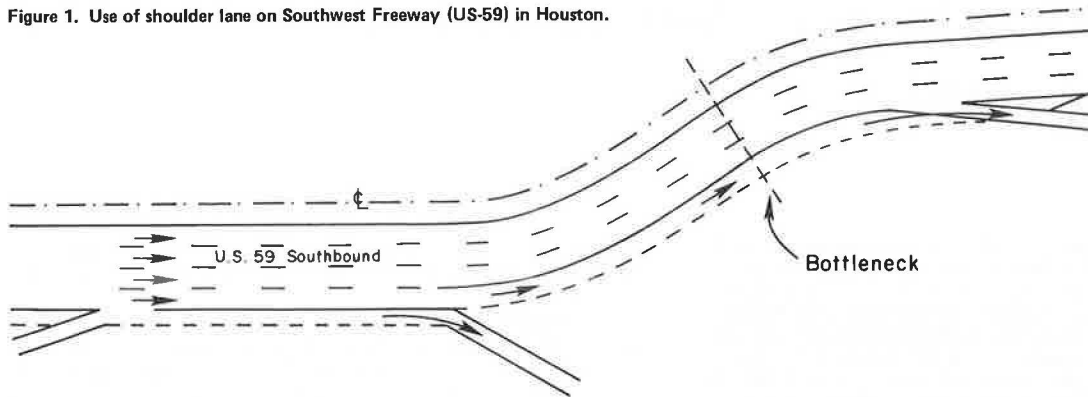 Figure 1. Use of shoulder lane on Southwest Freeway (US-59) in Houston.
℄
U.S. 59 Southbound
Bottleneck